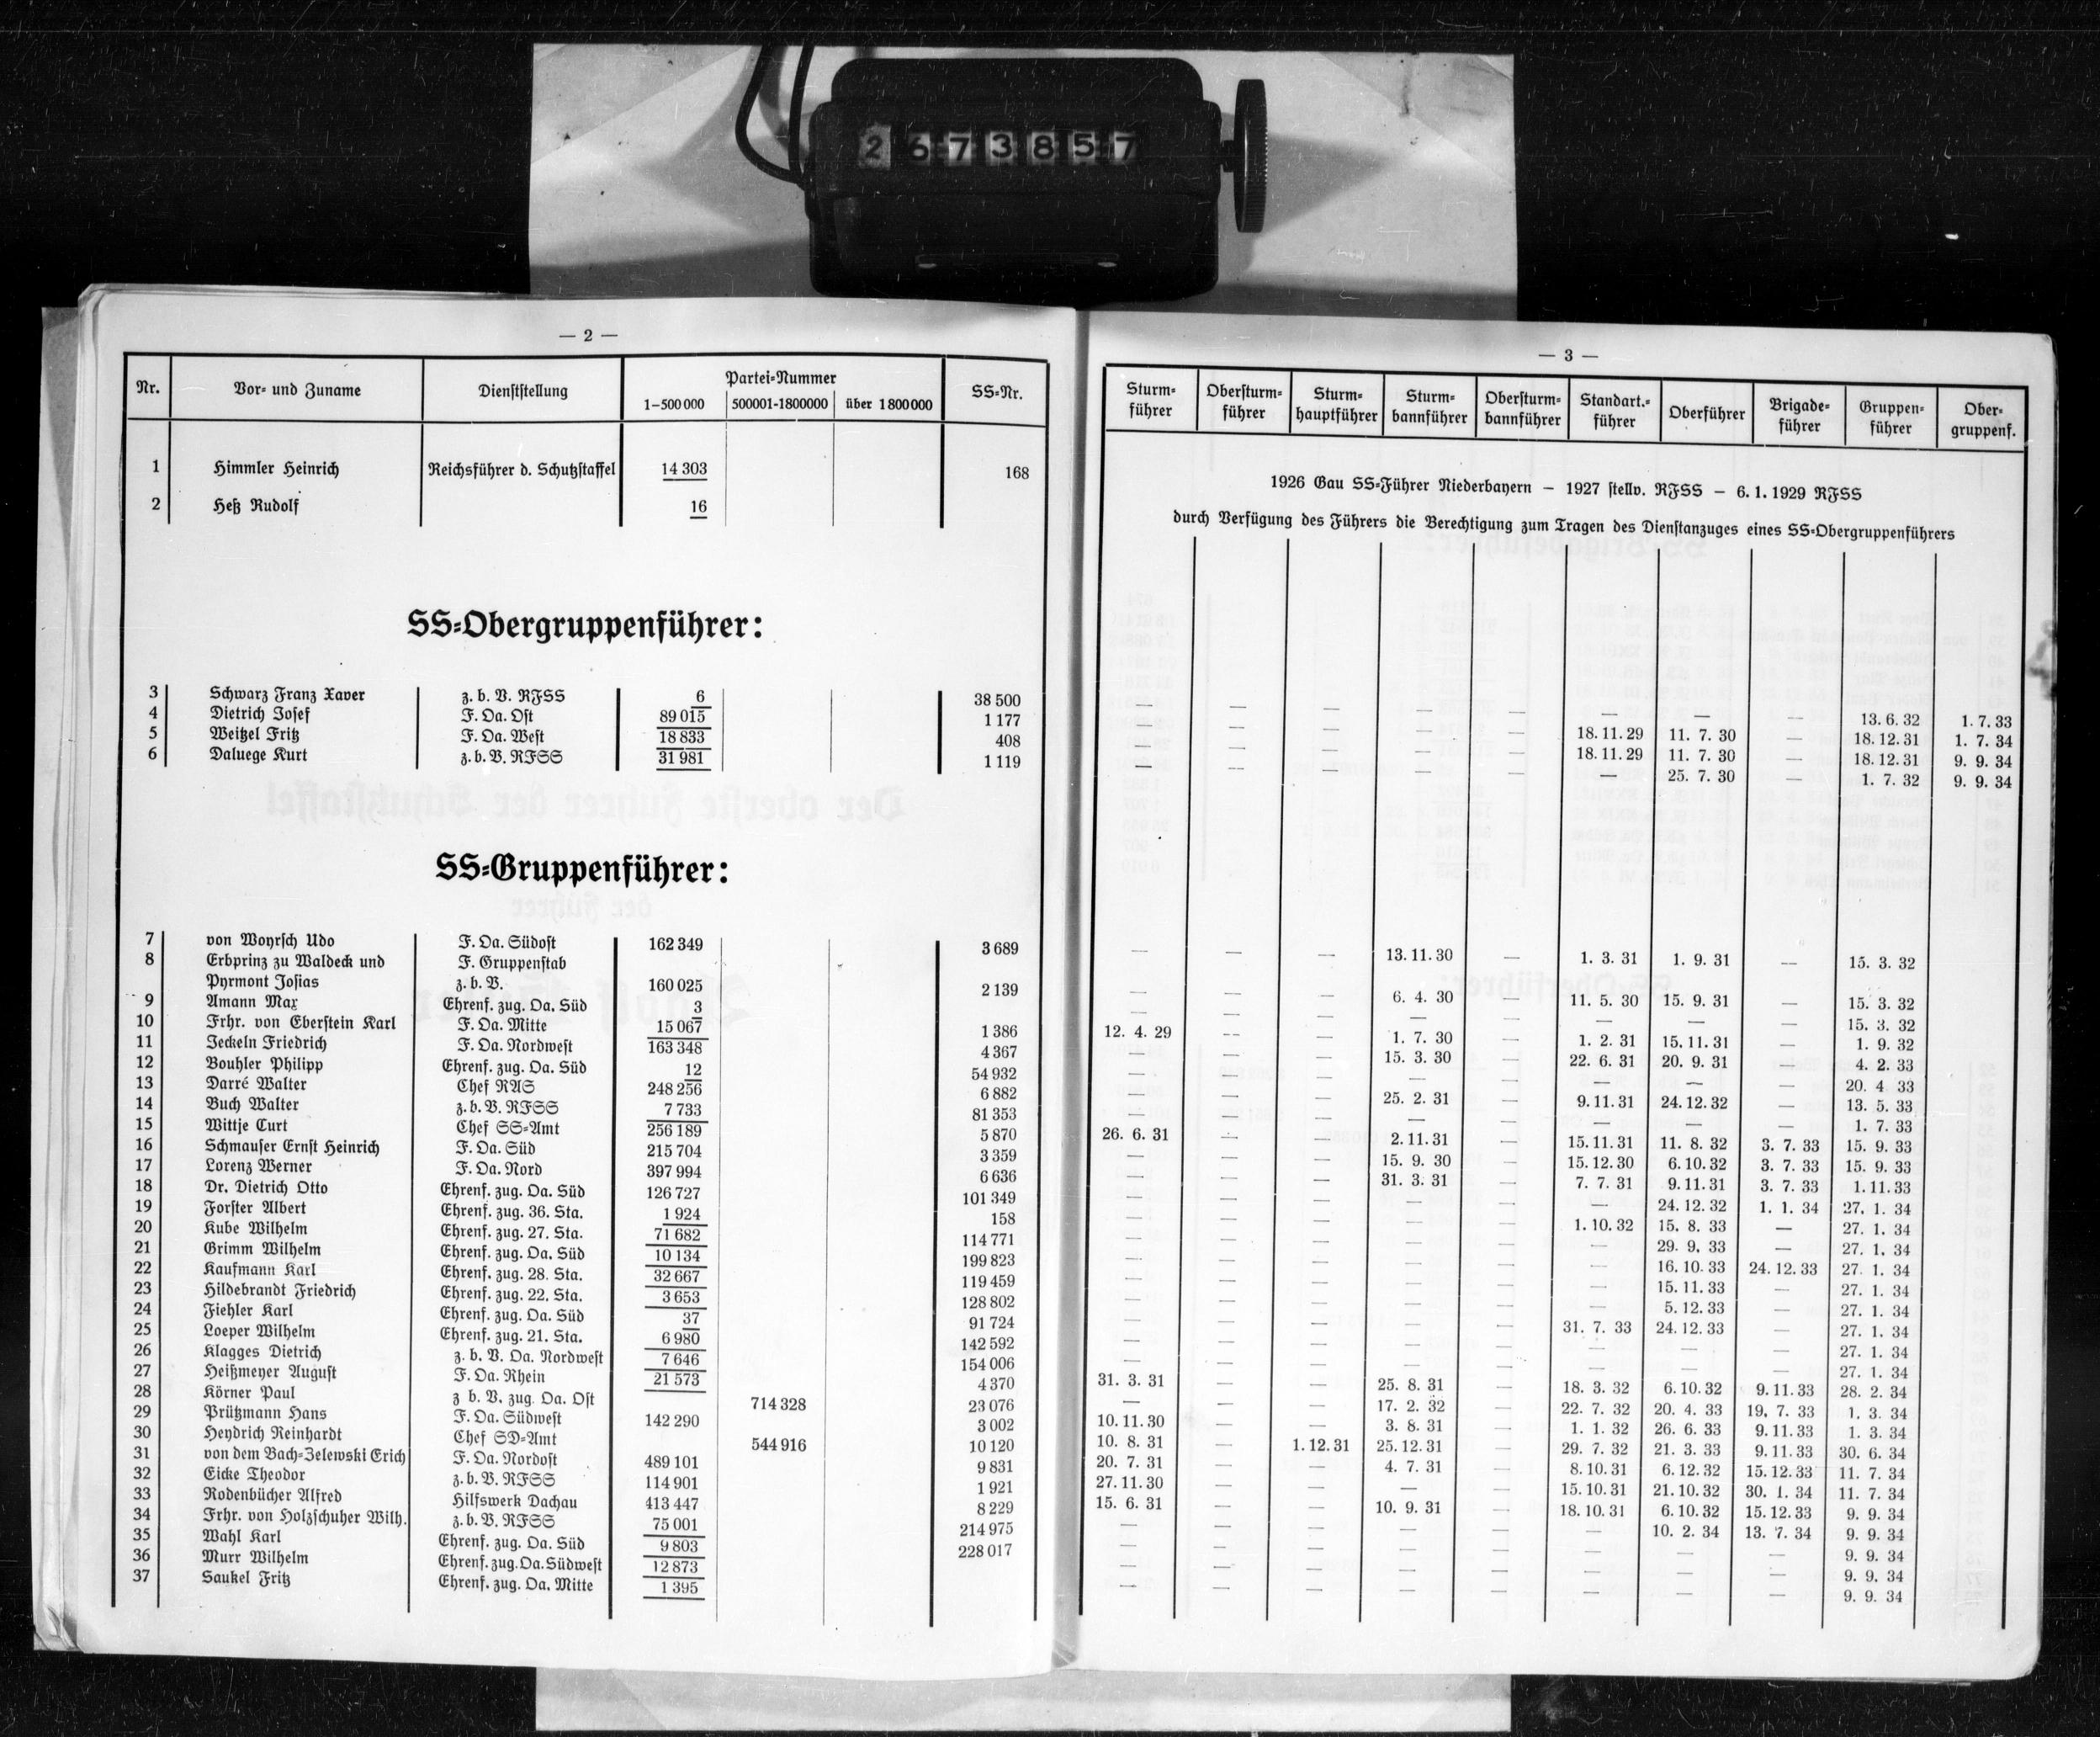 2 6 7 3 8 5 7
— 2 —
Nr. Vor- und Zuname Dienststellung Partei-Nummer SS-Nr.
1–500 000 500001-1800000 über 1 800 000
1 Himmler Heinrich Reichsführer d. Schutzstaffel 14 303 168
2 Heß Rudolf 16
SS-Obergruppenführer:
3 Schwarz Franz Xaver z. b. V. RFSS 6 38 500
4 Dietrich Josef F. Oa. Ost 89 015 1 177
5 Weitzel Fritz F. Oa. West 18 833 408
6 Daluege Kurt z. b. V. RFSS 31 981 1 119
SS-Gruppenführer:
7 von Woyrsch Udo F. Oa. Südost 162 349 3 689
8 Erbprinz zu Waldeck und F. Gruppenstab
Pyrmont Josias z. b. V. 160 025 2 139
9 Amann Max Ehrenf. zug. Oa. Süd 3
10 Frhr. von Eberstein Karl F. Oa. Mitte 15 067 1 386
11 Jeckeln Friedrich F. Oa. Nordwest 163 348 4 367
12 Bouhler Philipp Ehrenf. zug. Oa. Süd 12 54 932
13 Darré Walter Chef RAS 248 256 6 882
14 Buch Walter z. b. V. RFSS 7 733 81 353
15 Wittje Curt Chef SS-Amt 256 189 5 870
16 Schmauser Ernst Heinrich F. Oa. Süd 215 704 3 359
17 Lorenz Werner F. Oa. Nord 397 994 6 636
18 Dr. Dietrich Otto Ehrenf. zug. Oa. Süd 126 727 101 349
19 Forster Albert Ehrenf. zug. 36. Sta. 1 924 158
20 Kube Wilhelm Ehrenf. zug. 27. Sta. 71 682 114 771
21 Grimm Wilhelm Ehrenf. zug. Oa. Süd 10 134 199 823
22 Kaufmann Karl Ehrenf. zug. 28. Sta. 32 667 119 459
23 Hildebrandt Friedrich Ehrenf. zug. 22. Sta. 3 653 128 802
24 Fiehler Karl Ehrenf. zug. Oa. Süd 37 91 724
25 Loeper Wilhelm Ehrenf. zug. 21. Sta. 6 980 142 592
26 Klagges Dietrich z. b. V. Oa. Nordwest 7 646 154 006
27 Heißmeyer August F. Oa. Rhein 21 573 4 370
28 Körner Paul z b. V. zug. Oa. Ost 714 328 23 076
29 Prützmann Hans F. Oa. Südwest 142 290 3 002
30 Heydrich Reinhardt Chef SD-Amt 544 916 10 120
31 von dem Bach-Zelewski Erich F. Oa. Nordost 489 101 9 831
32 Eicke Theodor z. b. V. RFSS 114 901 1 921
33 Rodenbücher Alfred Hilfswerk Dachau 413 447 8 229
34 Frhr. von Holzschuher Wilh. z. b. V. RFSS 75 001 214 975
35 Wahl Karl Ehrenf. zug. Oa. Süd 9 803 228 017
36 Murr Wilhelm Ehrenf. zug. Oa. Südwest 12 873
37 Saukel Fritz Ehrenf. zug. Oa. Mitte 1 395
— 3 —
Sturm- Obersturm- Sturm- Sturm- Obersturm- Standart.- Oberführer Brigade- Gruppen- Ober-
führer führer hauptführer bannführer bannführer führer führer führer gruppenf.
1926 Gau SS-Führer Niederbayern – 1927 stellv. RFSS – 6. 1. 1929 RFSS
durch Verfügung des Führers die Berechtigung zum Tragen des Dienstanzuges eines SS-Obergruppenführers
— — — — — — — — 13. 6. 32 1. 7. 33
— — — — — 18. 11. 29 11. 7. 30 — 18. 12. 31 1. 7. 34
— — — — — 18. 11. 29 11. 7. 30 — 18. 12. 31 9. 9. 34
— — — — — — 25. 7. 30 — 1. 7. 32 9. 9. 34
— — — 13. 11. 30 — 1. 3. 31 1. 9. 31 — 15. 3. 32
— — — 6. 4. 30 — 11. 5. 30 15. 9. 31 — 15. 3. 32
— — — — — — — — 15. 3. 32
12. 4. 29 — — 1. 7. 30 — 1. 2. 31 15. 11. 31 — 1. 9. 32
— — — 15. 3. 30 — 22. 6. 31 20. 9. 31 — 4. 2. 33
— — — — — — — — 20. 4 33
— — — 25. 2. 31 — 9. 11. 31 24. 12. 32 — 13. 5. 33
— — — — — — — — 1. 7. 33
26. 6. 31 — — 2. 11. 31 — 15. 11. 31 11. 8. 32 3. 7. 33 15. 9. 33
— — — 15. 9. 30 — 15. 12. 30 6. 10. 32 3. 7. 33 15. 9. 33
— — — 31. 3. 31 — 7. 7. 31 9. 11. 31 3. 7. 33 1. 11. 33
— — — — — — 24. 12. 32 1. 1. 34 27. 1. 34
— — — — — 1. 10. 32 15. 8. 33 — 27. 1. 34
— — — — — — 29. 9. 33 — 27. 1. 34
— — — — — — 16. 10. 33 24. 12. 33 27. 1. 34
— — — — — — 15. 11. 33 — 27. 1. 34
— — — — — — 5. 12. 33 — 27. 1. 34
— — — — — 31. 7. 33 24. 12. 33 — 27. 1. 34
— — — — — — — — 27. 1. 34
— — — — — — — — 27. 1. 34
31. 3. 31 — — 25. 8. 31 — 18. 3. 32 6. 10. 32 9. 11. 33 28. 2. 34
— — — 17. 2. 32 — 22. 7. 32 20. 4. 33 19. 7. 33 1. 3. 34
10. 11. 30 — — 3. 8. 31 — 1. 1. 32 26. 6. 33 9. 11. 33 1. 3. 34
10. 8. 31 — 1. 12. 31 25. 12. 31 — 29. 7. 32 21. 3. 33 9. 11. 33 30. 6. 34
20. 7. 31 — — 4. 7. 31 — 8. 10. 31 6. 12. 32 15. 12. 33 11. 7. 34
27. 11. 30 — — — — 15. 10. 31 21. 10. 32 30. 1. 34 11. 7. 34
15. 6. 31 — — 10. 9. 31 — 18. 10. 31 6. 10. 32 15. 12. 33 9. 9. 34
— — — — — — 10. 2. 34 13. 7. 34 9. 9. 34
— — — — — — — — 9. 9. 34
— — — — — — — — 9. 9. 34
— — — — — — — — 9. 9. 34